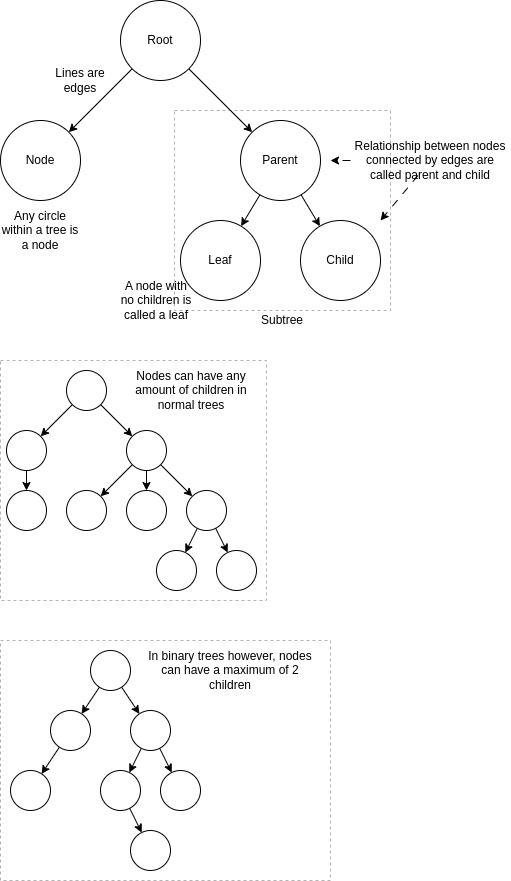 Root
Lines are
edges
Node
Parent
Relationship between nodes
connected by edges are
called parent and child
Any circle
within a tree is
a node
Leaf
Child
A node with
no children is
called a leaf
Subtree
Nodes can have any
amount of children in
normal trees
In binary trees however, nodes
can have a maximum of 2
children